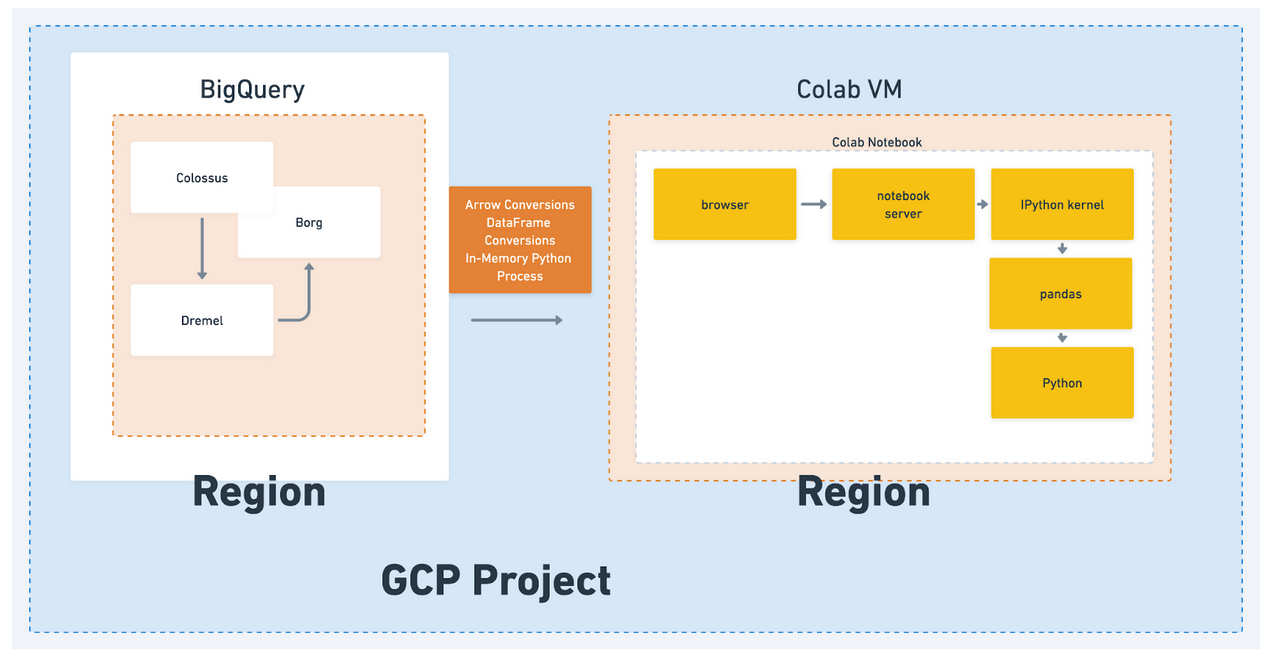 BigQuery
Colossus
Borg
Dremel
Region
Arrow Conversions
DataFrame
Conversions
In-Memory Python
Process
Colab VM
Colab Notebook
browser
notebook
server
IPython kernel
pandas
Python
Region
GCP Project